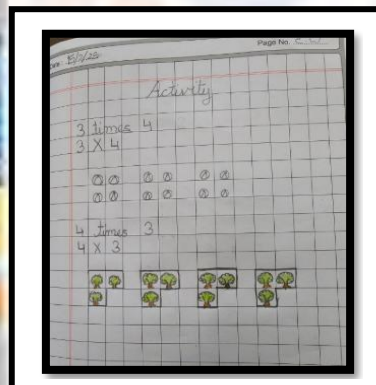 Page No. C.W
Activity
3 times 4
3 X 4
4 times 3
4 X 3